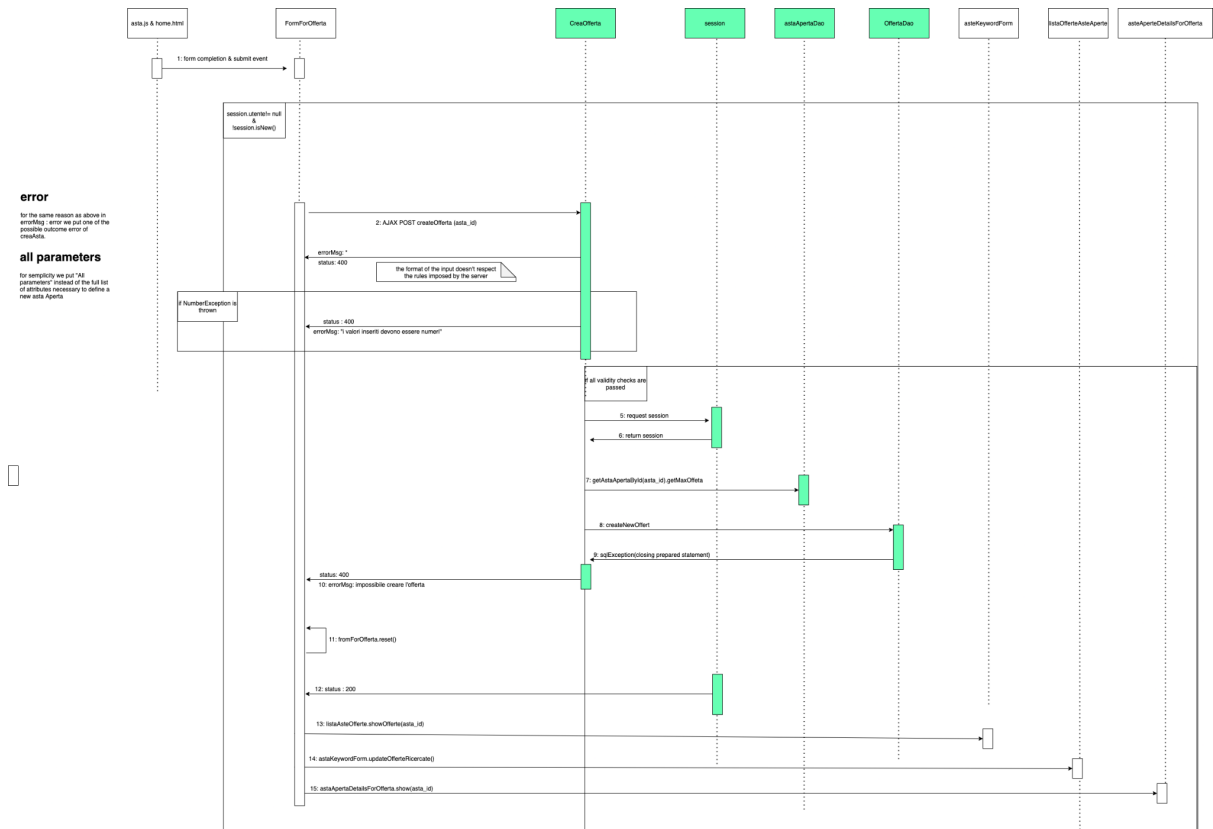 asta.js & home.html
FormForOfferta
CreaOfferta
session
astaApertaDao
OffertaDao
asteKeywordForm
listaOfferteAsteAperte
asteAperteDetailsForOfferta
1: form completion & submit event
session.utente!= null
&
!session.isNew()
error
for the same reason as above in
errorMsg : error we put one of the
possible outcome error of
creaAsta.
all parameters
for semplicity we put "All
parameters" instead of the full list
of attributes necessary to define a
new asta Aperta
2: AJAX POST createOfferta (asta_id)
errorMsg: *
status: 400
the format of the input doesn't respect
the rules imposed by the server
if NumberException is
thrown
status : 400
errorMsg: "I valori inseriti devono essere numeri"
if all validity checks are
passed
5: request session
6: return session
7: getAstaApertaById(asta_id).getMaxOffeta
8: createNewOffert
9: sqlException(closing prepared statement)
status: 400
10: errorMsg: impossibile creare l'offerta
11: fromForOfferta.reset()
12: status : 200
13: listaAsteOfferte.showOfferte(asta_id)
14: astaKeywordForm.updateOfferteRicercate()
15: astaApertaDetailsForOfferta.show(asta_id)